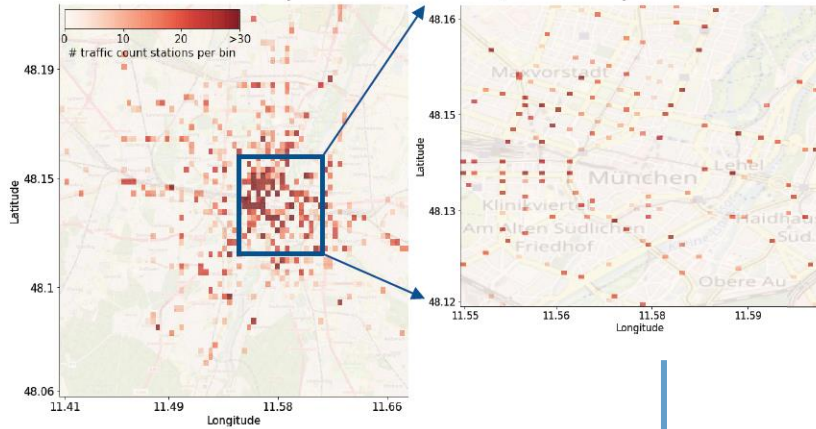 0 10 20 >30
# traffic count stations per bin
48.19
48.15
48.1
48.06
11.41 11.49 11.58 11.66
Longitude
Latitude
48.16
48.15
48.13
48.12
11.55 11.56 11.58 11.59
Longitude
Latitude
Maxvorstadt
Lehel
München
Klinikviertel
Am Alten Südlichen
Friedhof
Haidhaus
Süd
Obere Au